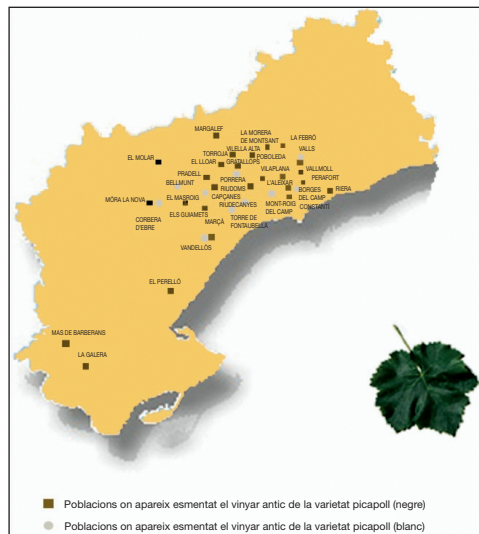 MARGALEF
LA MORERA
DE MONTSANT
LA FEBRÓ
VILELLA ALTA
VALLS
TORROJA
POBOLEDA
EL MOLAR
EL LLOAR
GRATALLOPS
VILAPLANA
VALLMOLL
PRADELL
PORRERA
L'ALEIXAR
PERAFORT
BELLMUNT
RIUDOMS
BORGES
DEL CAMP
RIERA
MÓRA LA NOVA
EL MASROIG
CAPÇANES
RIUDECANYES
MONT-ROIG
DEL CAMP
CONSTANTÍ
ELS GUIAMETS
CORBERA
D'EBRE
MARÇÀ
TORRE DE
FONTAUBELLA
VANDELLÒS
EL PERELLÓ
MAS DE BARBERANS
LA GALERA
Poblacions on apareix esmentat el vinyar antic de la varietat picapoll (negre)
Poblacions on apareix esmentat el vinyar antic de la varietat picapoll (blanc)